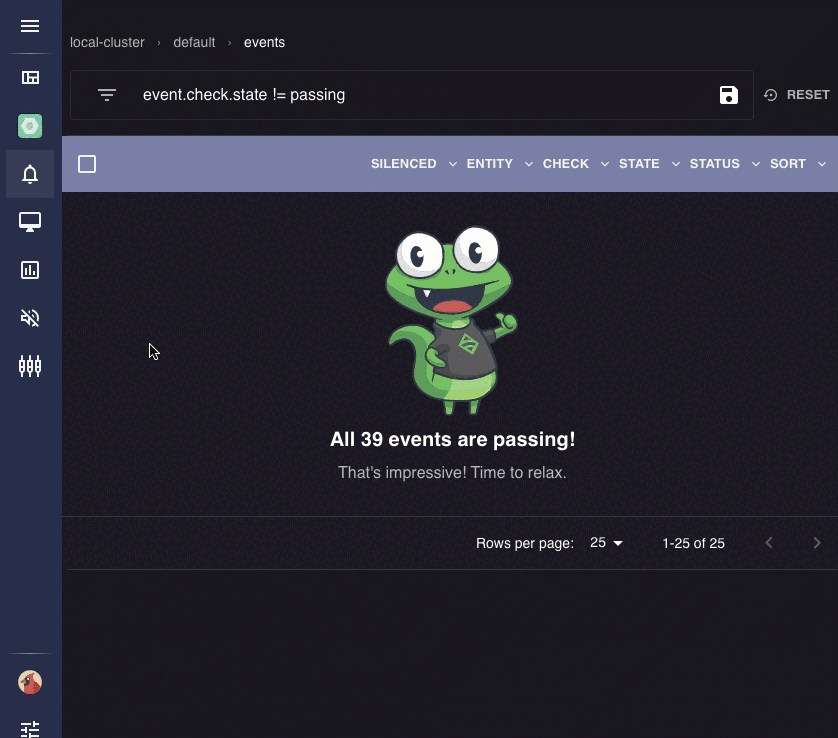 local-cluster › default › events
event.check.state != passing
RESET
SILENCED ENTITY CHECK STATE STATUS SORT
All 39 events are passing!
That's impressive! Time to relax.
Rows per page: 25 1-25 of 25